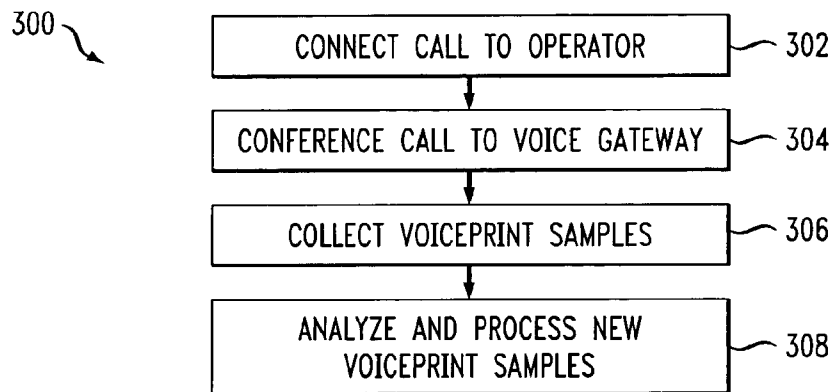 300
CONNECT CALL TO OPERATOR 302
CONFERENCE CALL TO VOICE GATEWAY 304
COLLECT VOICEPRINT SAMPLES 306
ANALYZE AND PROCESS NEW
VOICEPRINT SAMPLES 308